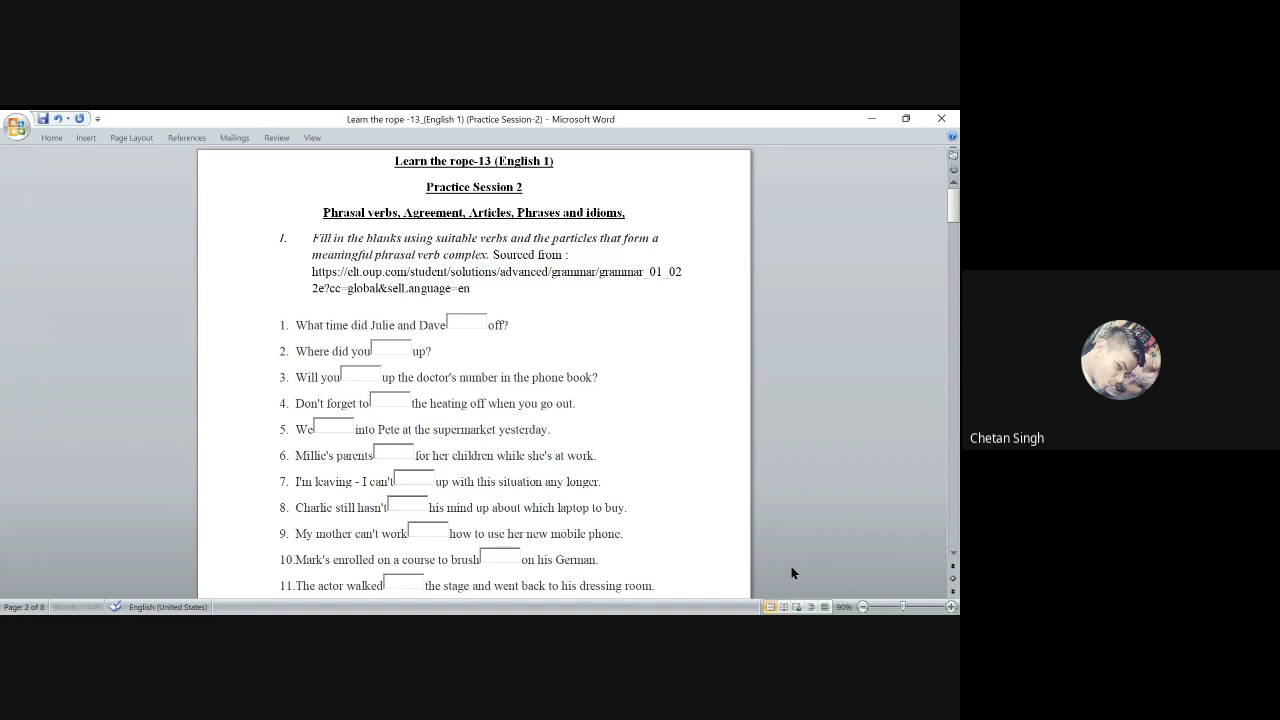 Learn the rope -13_(English 1) (Practice Session-2) - Microsoft Word
Home Insert Page Layout References Mailings Review View
Learn the rope-13 (English 1)
Practice Session 2
Phrasal verbs, Agreement, Articles, Phrases and idioms,
I. Fill in the blanks using suitable verbs and the particles that form a
meaningful phrasal verb complex. Sourced from :
https://elt.oup.com/student/solutions/advanced/grammar/grammar_01_02
2e?cc=global&selLanguage=en
1. What time did Julie and Dave off?
2. Where did you up?
3. Will you up the doctor's number in the phone book?
4. Don't forget to the heating off when you go out.
5. We into Pete at the supermarket yesterday.
6. Millie's parents for her children while she's at work.
7. I'm leaving - I can't up with this situation any longer.
8. Charlie still hasn't his mind up about which laptop to buy.
9. My mother can't work how to use her new mobile phone.
10.Mark's enrolled on a course to brush on his German.
11.The actor walked the stage and went back to his dressing room.
Page: 2 of 8 Words: 1,449 English (United States) 90%
Chetan Singh